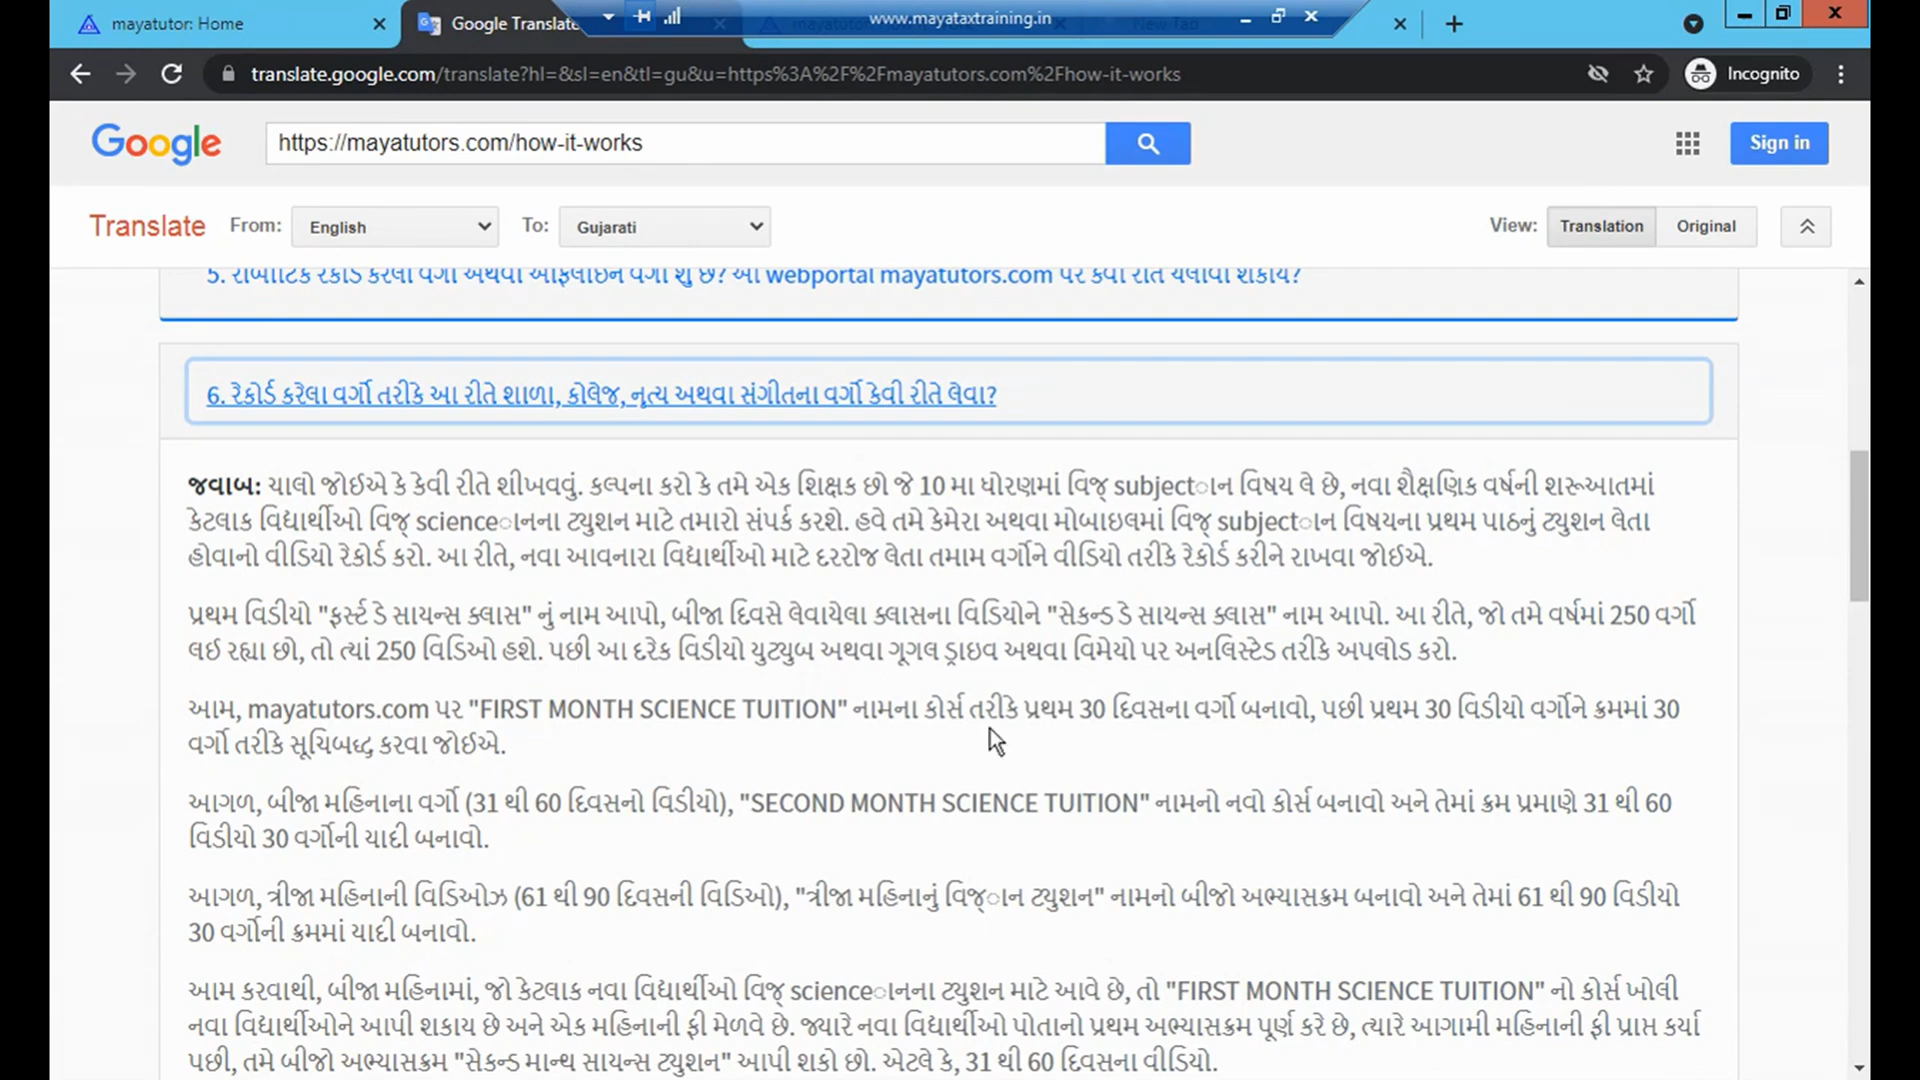 mayatutor: Home
Google Translate
www.mayataxtraining.in
New Tab
translate.google.com/translate?hl=&sl=en&tl=gu&u=https%3A%2F%2Fmayatutors.com%2Fhow-it-works
Incognito
Google
https://mayatutors.com/how-it-works
Sign in
Translate From: English To: Gujarati View: Translation Original
webportal mayatutors.com
6. રેકોર્ડ કરેલા વર્ગો તરીકે આ રીતે શાળા, કોલેજ, નૃત્ય અથવા સંગીતના વર્ગો કેવી રીતે લેવા?
જવાબ: ચાલો જોઈએ કે કેવી રીતે શીખવવું. કલ્પના કરો કે તમે એક શિક્ષક છો જે 10 મા ધોરણમાં વિજ્ subjectાન વિષય લે છે, નવા શૈક્ષણિક વર્ષની શરૂઆતમાં
કેટલાક વિદ્યાર્થીઓ વિજ્ scienceાનના ટ્યુશન માટે તમારો સંપર્ક કરશે. હવે તમે કેમેરા અથવા મોબાઇલમાં વિજ્ subjectાન વિષયના પ્રથમ પાઠનું ટ્યુશન લેતા
હોવાનો વીડિયો રેકોર્ડ કરો. આ રીતે, નવા આવનારા વિદ્યાર્થીઓ માટે દરરોજ લેતા તમામ વર્ગોને વીડિયો તરીકે રેકોર્ડ કરીને રાખવા જોઈએ.
પ્રથમ વિડીયો "ફર્સ્ટ ડે સાયન્સ ક્લાસ" નું નામ આપો, બીજા દિવસે લેવાયેલા ક્લાસના વિડિયોને "સેકન્ડ ડે સાયન્સ ક્લાસ" નામ આપો. આ રીતે, જો તમે વર્ષમાં 250 વર્ગો
લઈ રહ્યા છો, તો ત્યાં 250 વિડિઓ હશે. પછી આ દરેક વિડીયો યુટ્યુબ અથવા ગૂગલ ડ્રાઇવ અથવા વિમેયો પર અનલિસ્ટેડ તરીકે અપલોડ કરો.
આમ, mayatutors.com પર "FIRST MONTH SCIENCE TUITION" નામના કોર્સ તરીકે પ્રથમ 30 દિવસના વર્ગો બનાવો, પછી પ્રથમ 30 વિડીયો વર્ગોને ક્રમમાં 30
વર્ગો તરીકે સૂચિબદ્ધ કરવા જોઈએ.
આગળ, બીજા મહિનાના વર્ગો (31 થી 60 દિવસનો વિડીયો), "SECOND MONTH SCIENCE TUITION" નામનો નવો કોર્સ બનાવો અને તેમાં ક્રમ પ્રમાણે 31 થી 60
વિડીયો 30 વર્ગોની યાદી બનાવો.
આગળ, ત્રીજા મહિનાની વિડિઓઝ (61 થી 90 દિવસની વિડિઓ), "ત્રીજા મહિનાનું વિજ્ાન ટ્યુશન" નામનો બીજો અભ્યાસક્રમ બનાવો અને તેમાં 61 થી 90 વિડીયો
30 વર્ગોની ક્રમમાં યાદી બનાવો.
આમ કરવાથી, બીજા મહિનામાં, જો કેટલાક નવા વિદ્યાર્થીઓ વિજ્ scienceાનના ટ્યુશન માટે આવે છે, તો "FIRST MONTH SCIENCE TUITION" નો કોર્સ ખોલી
નવા વિદ્યાર્થીઓને આપી શકાય છે અને એક મહિનાની ફી મેળવે છે. જ્યારે નવા વિદ્યાર્થીઓ પોતાનો પ્રથમ અભ્યાસક્રમ પૂર્ણ કરે છે, ત્યારે આગામી મહિનાની ફી પ્રાપ્ત કર્યા
પછી, તમે બીજો અભ્યાસક્રમ "સેકન્ડ માન્થ સાયન્સ ટ્યુશન" આપી શકો છો. એટલે કે, 31 થી 60 દિવસના વીડિયો.